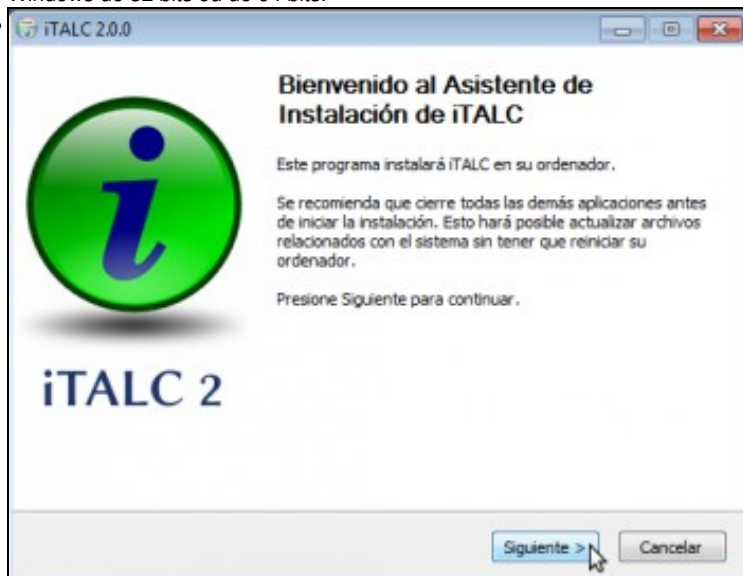 iTALC 2.0.0
Bienvenido al Asistente de
Instalación de iTALC
Este programa instalará iTALC en su ordenador.
Se recomienda que cierre todas las demás aplicaciones antes
de iniciar la instalación. Esto hará posible actualizar archivos
relacionados con el sistema sin tener que reiniciar su
ordenador.
Presione Siguiente para continuar.
iTALC 2
Siguiente >
Cancelar